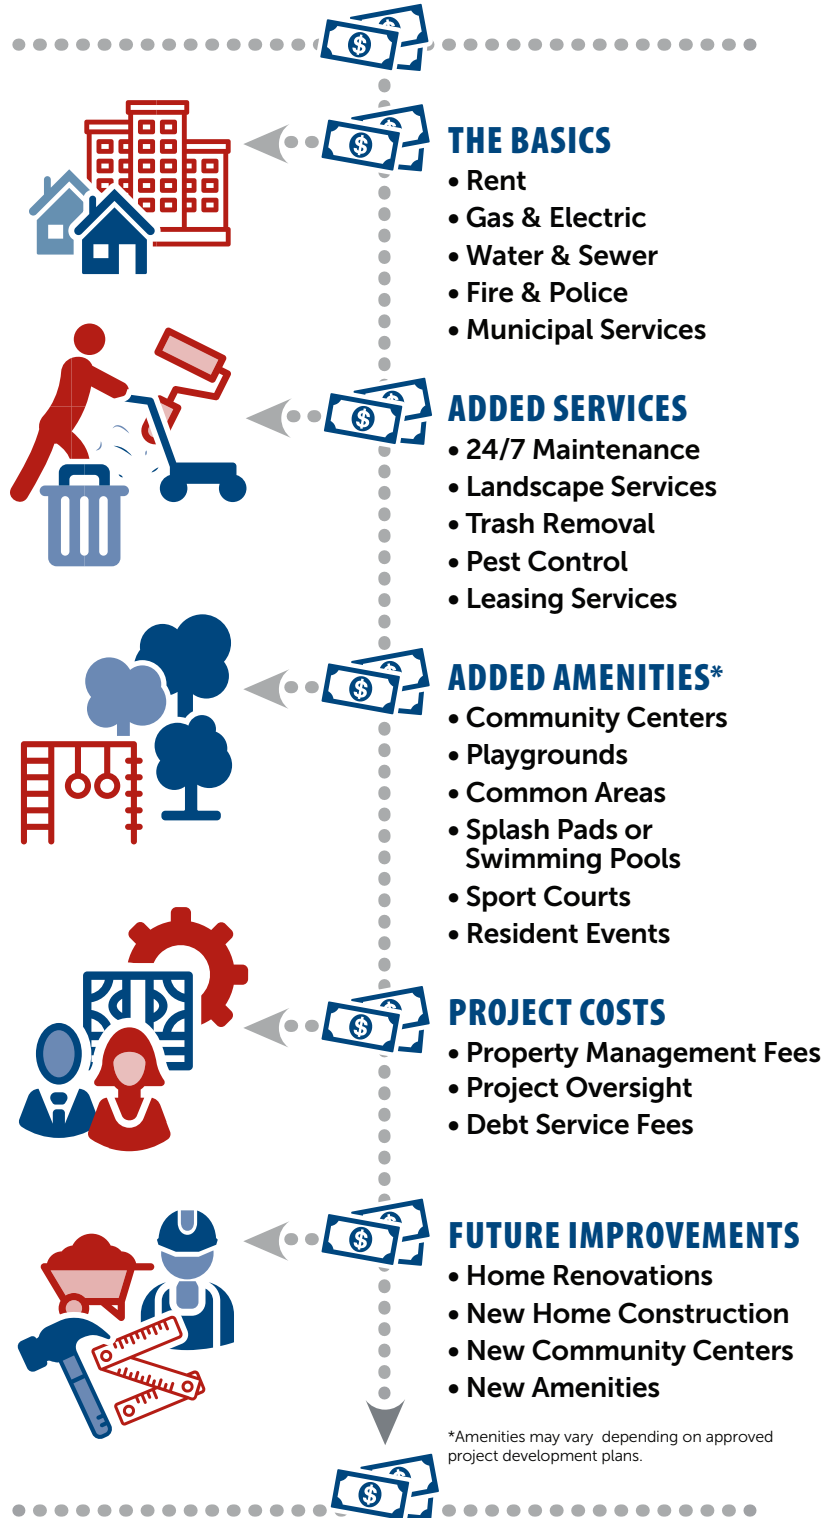 THE BASICS
• Rent
• Gas & Electric
• Water & Sewer
• Fire & Police
• Municipal Services
ADDED SERVICES
• 24/7 Maintenance
• Landscape Services
• Trash Removal
• Pest Control
• Leasing Services
ADDED AMENITIES*
• Community Centers
• Playgrounds
• Common Areas
• Splash Pads or
Swimming Pools
• Sport Courts
• Resident Events
PROJECT COSTS
• Property Management Fees
• Project Oversight
• Debt Service Fees
FUTURE IMPROVEMENTS
• Home Renovations
• New Home Construction
• New Community Centers
• New Amenities
*Amenities may vary depending on approved
project development plans.